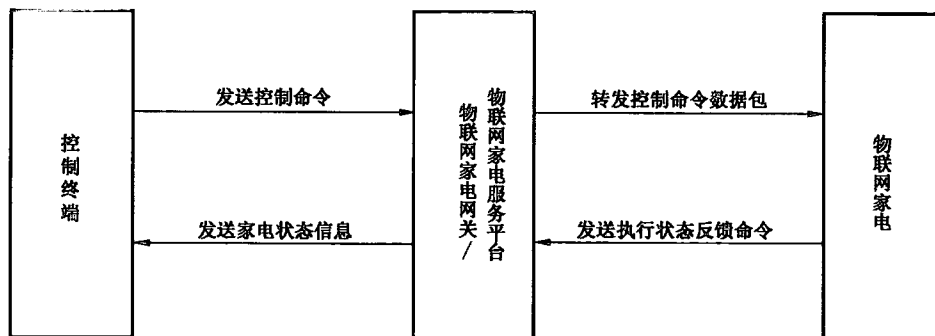 控制终端
发送控制命令
发送家电状态信息
物联网家电网关/
物联网家电服务平台
转发控制命令数据包
发送执行状态反馈命令
物联网家电